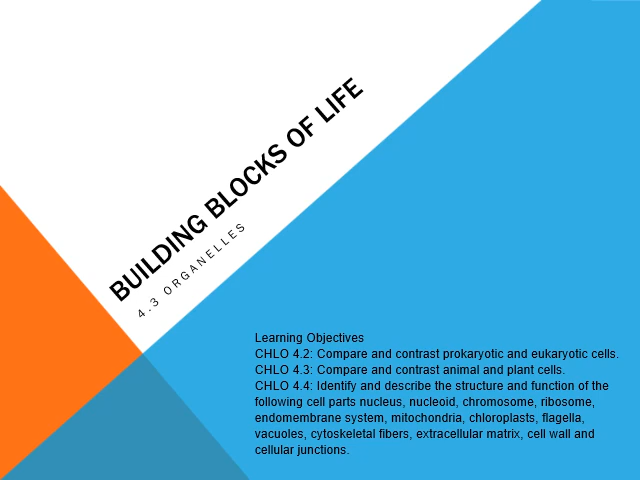 BUILDING BLOCKS OF LIFE
4.3 ORGANELLES
Learning Objectives
CHLO 4.2: Compare and contrast prokaryotic and eukaryotic cells.
CHLO 4.3: Compare and contrast animal and plant cells.
CHLO 4.4: Identify and describe the structure and function of the
following cell parts nucleus, nucleoid, chromosome, ribosome,
endomembrane system, mitochondria, chloroplasts, flagella,
vacuoles, cytoskeletal fibers, extracellular matrix, cell wall and
cellular junctions.